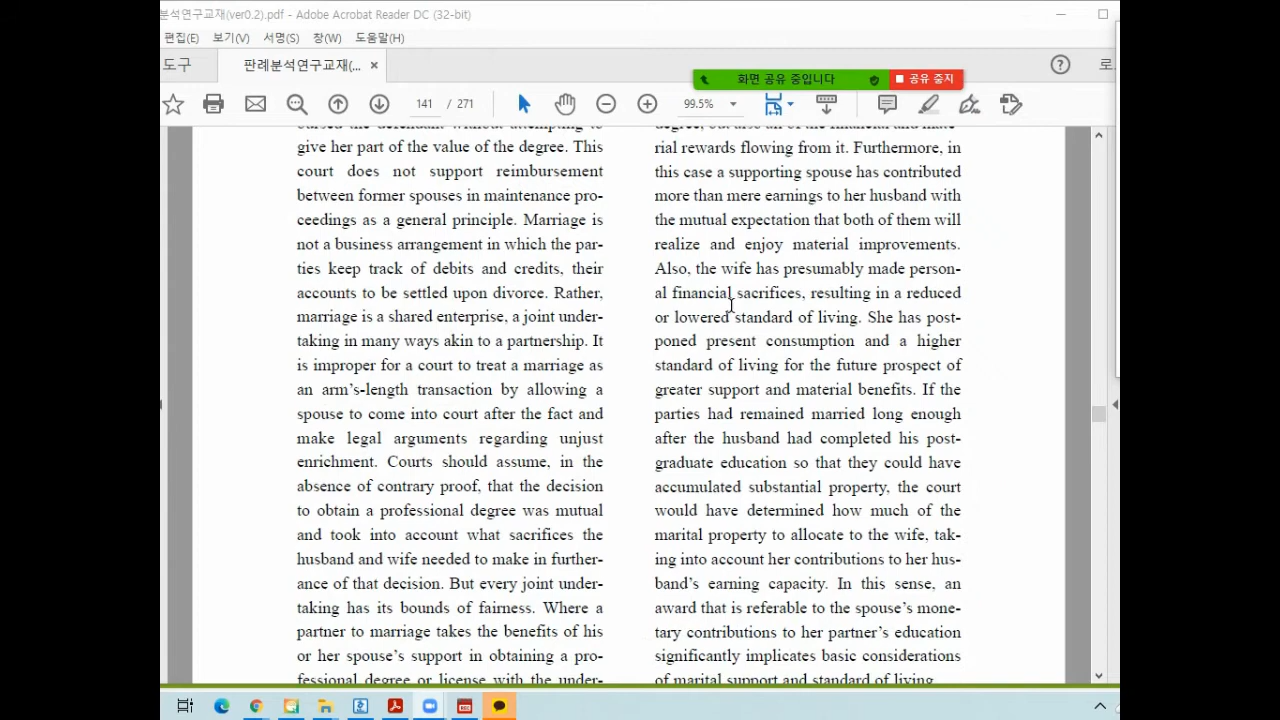 분석연구교재(ver0.2).pdf - Adobe Acrobat Reader DC (32-bit)
편집(E) 보기(V) 서명(S) 창(W) 도움말(H)
도구 판례분석연구교재(... × 로
화면 공유 중입니다 공유 중지
141 / 271 99.5%
give her part of the value of the degree. This
court does not support reimbursement
between former spouses in maintenance pro-
ceedings as a general principle. Marriage is
not a business arrangement in which the par-
ties keep track of debits and credits, their
accounts to be settled upon divorce. Rather,
marriage is a shared enterprise, a joint under-
taking in many ways akin to a partnership. It
is improper for a court to treat a marriage as
an arm's-length transaction by allowing a
spouse to come into court after the fact and
make legal arguments regarding unjust
enrichment. Courts should assume, in the
absence of contrary proof, that the decision
to obtain a professional degree was mutual
and took into account what sacrifices the
husband and wife needed to make in further-
ance of that decision. But every joint under-
taking has its bounds of fairness. Where a
partner to marriage takes the benefits of his
or her spouse's support in obtaining a pro-
fessional degree or license with the under-
rial rewards flowing from it. Furthermore, in
this case a supporting spouse has contributed
more than mere earnings to her husband with
the mutual expectation that both of them will
realize and enjoy material improvements.
Also, the wife has presumably made person-
al financial sacrifices, resulting in a reduced
or lowered standard of living. She has post-
poned present consumption and a higher
standard of living for the future prospect of
greater support and material benefits. If the
parties had remained married long enough
after the husband had completed his post-
graduate education so that they could have
accumulated substantial property, the court
would have determined how much of the
marital property to allocate to the wife, tak-
ing into account her contributions to her hus-
band's earning capacity. In this sense, an
award that is referable to the spouse's mone-
tary contributions to her partner's education
significantly implicates basic considerations
of marital support and standard of living